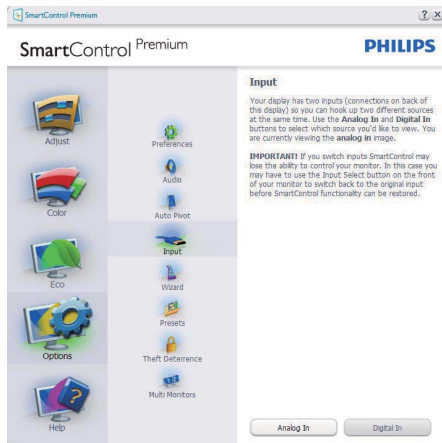 SmartControl Premium
? X
SmartControl Premium
PHILIPS
Adjust
Color
Eco
Options
Help
Preferences
Audio
Auto Pivot
Input
Wizard
Presets
Theft Deterrence
Multi Monitors
Input
Your display has two inputs (connections on back of
this display) so you can hook up two different sources
at the same time. Use the Analog In and Digital In
buttons to select which source you'd like to view. You
are currently viewing the analog in image.
IMPORTANT! If you switch inputs SmartControl may
lose the ability to control your monitor. In this case you
may have to use the Input Select button on the front
of your monitor to switch back to the original input
before SmartControl functionality can be restored.
Analog In
Digital In